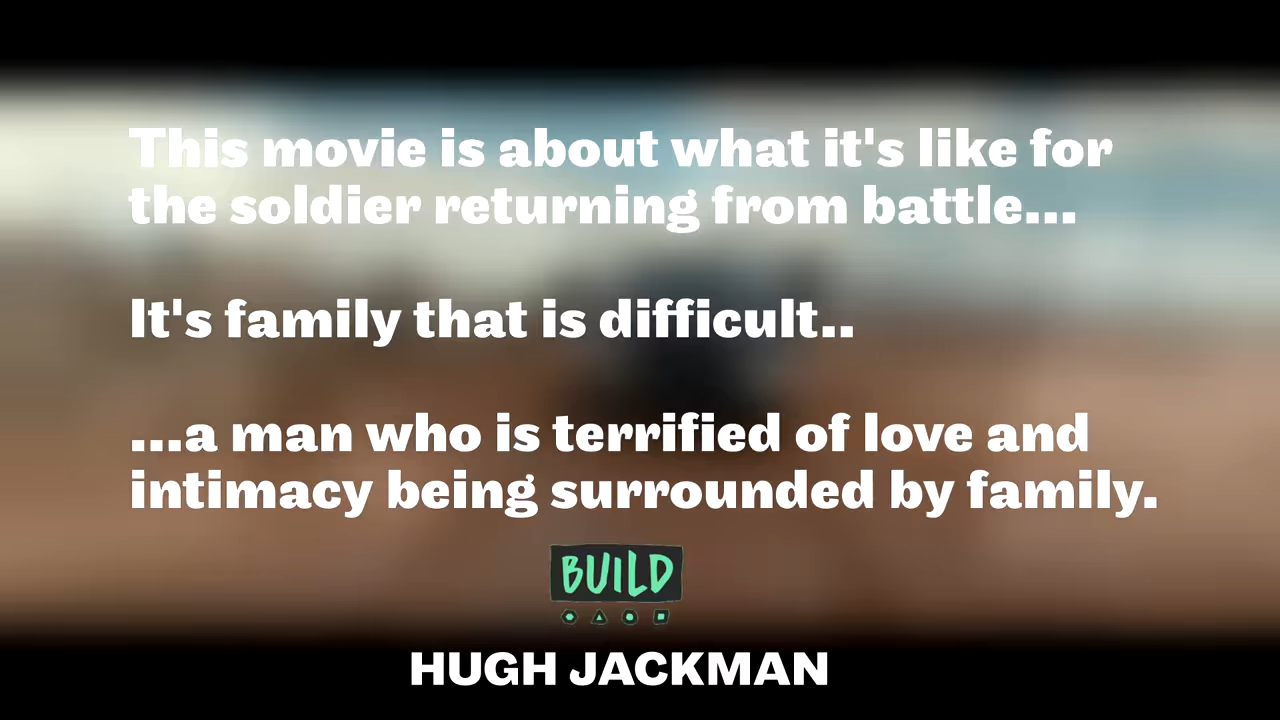 This movie is about what it's like for
the soldier returning from battle...
It's family that is difficult..
...a man who is terrified of love and
intimacy being surrounded by family.
BUILD
HUGH JACKMAN